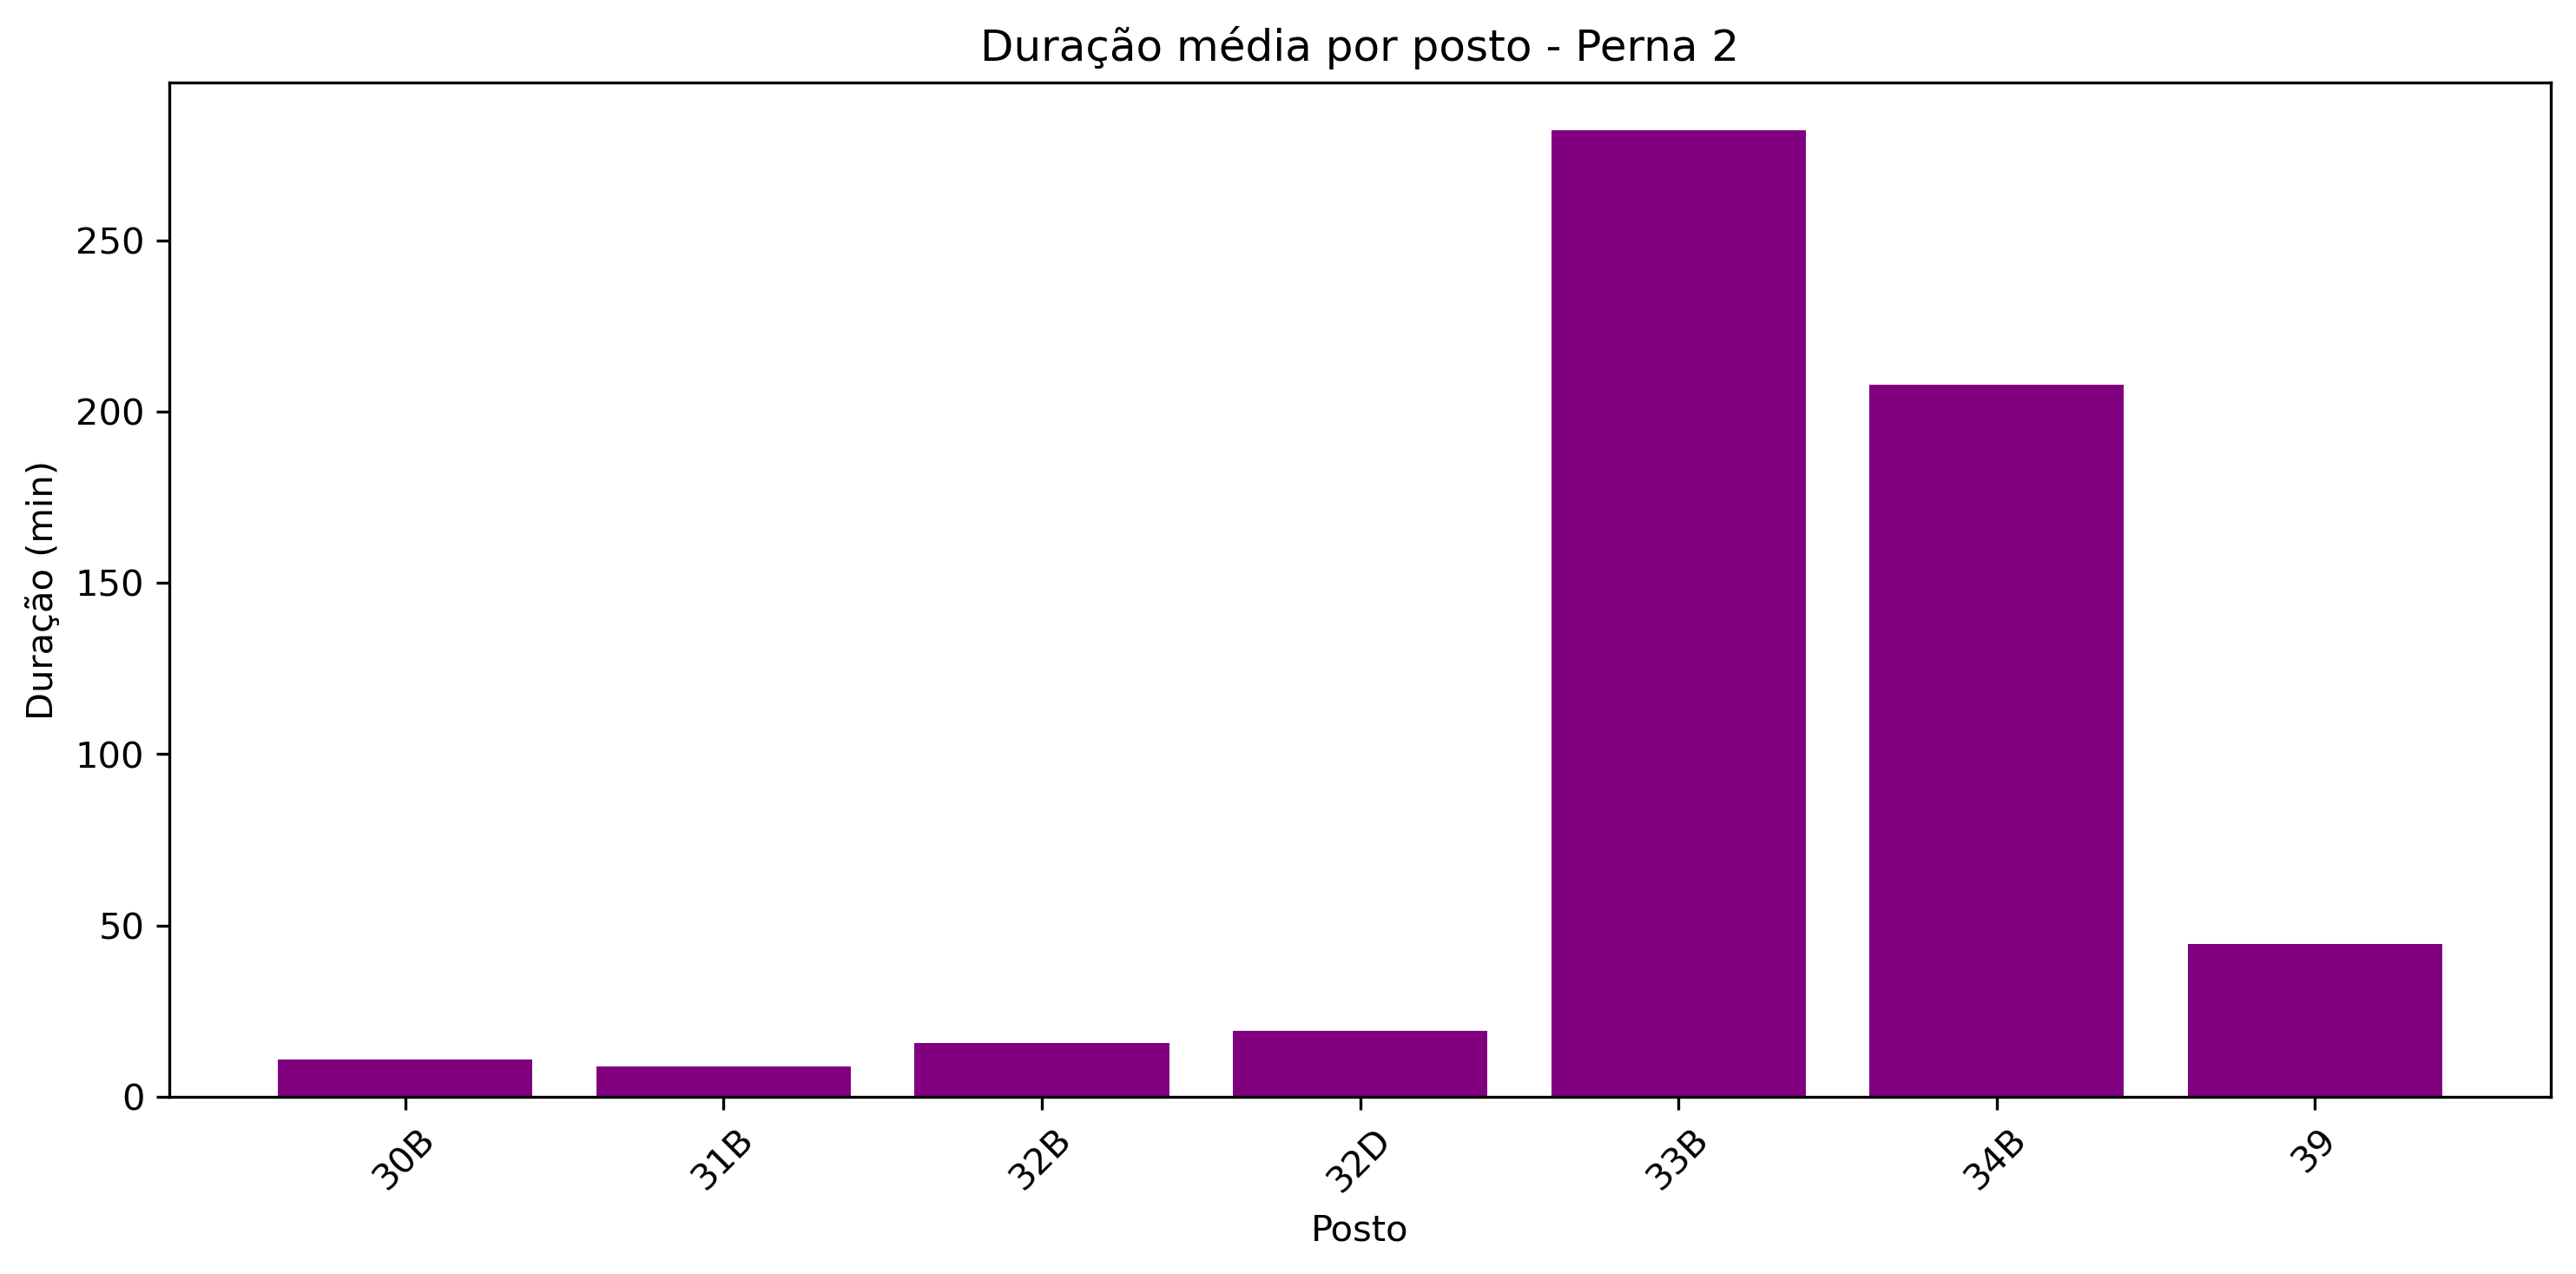 Duração média por posto - Perna 2
Duração (min)
250
200
150
100
50
0
30B
31B
32B
32D
33B
34B
39
Posto